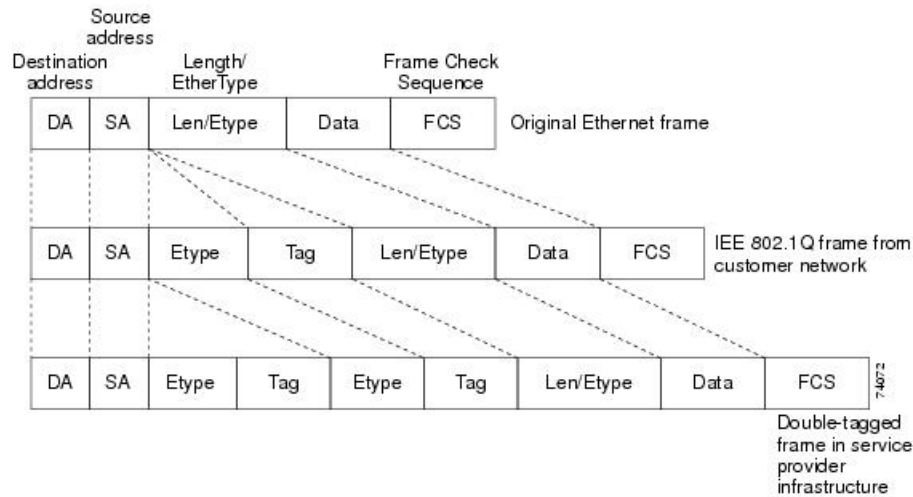 Source
address
Destination
address
Length/
EtherType
Frame Check
Sequence
DA SA Len/Etype Data FCS Original Ethernet frame
DA SA Etype Tag Len/Etype Data FCS
IEE 802.1Q frame from
customer network
DA SA Etype Tag Etype Tag Len/Etype Data FCS
74072
Double-tagged
frame in service
provider
infrastructure